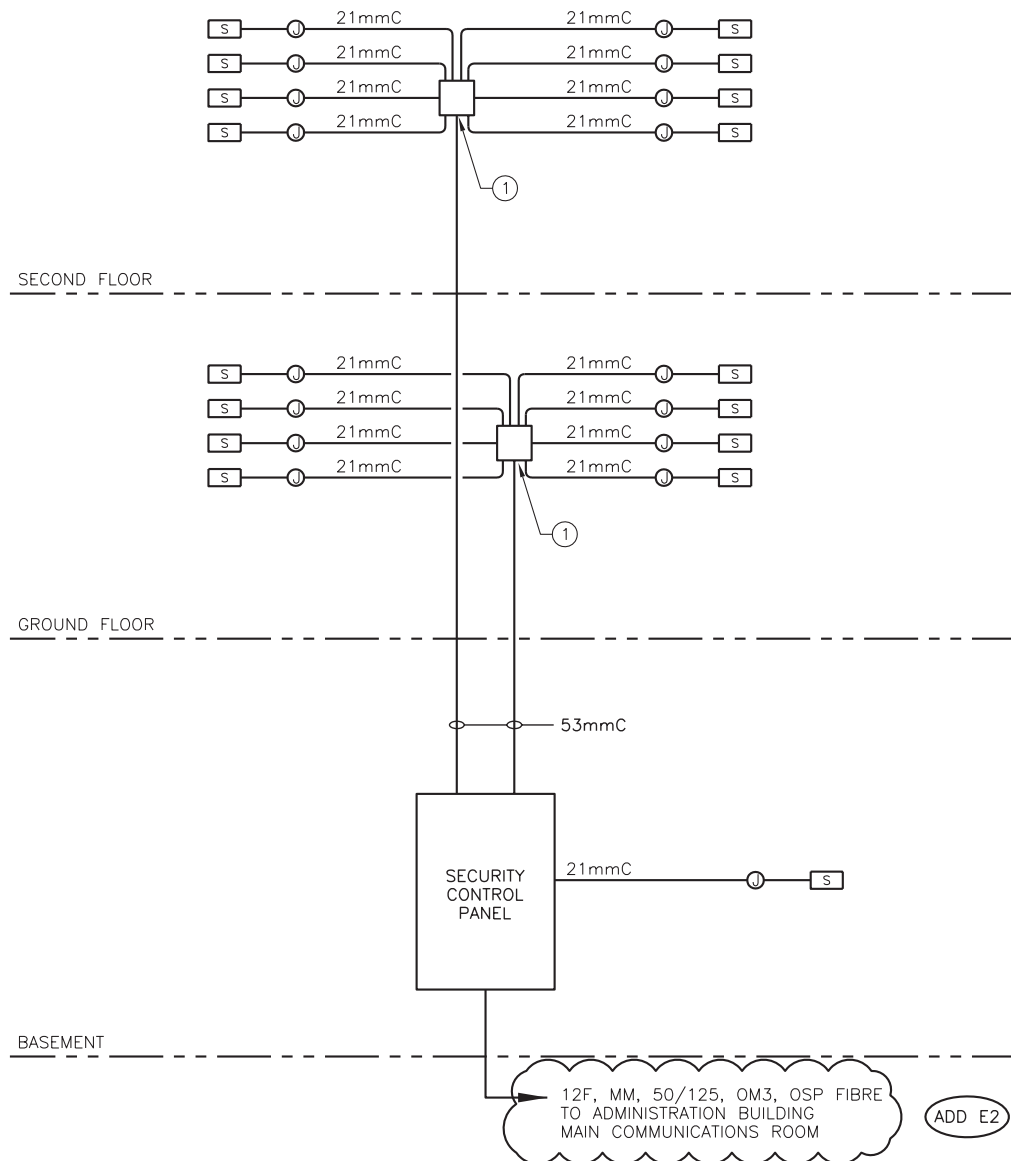 21mmC 21mmC
S J J S
21mmC 21mmC
S J J S
21mmC 21mmC
S J J S
21mmC 21mmC
S J J S
1
SECOND FLOOR
21mmC 21mmC
S J J S
21mmC 21mmC
S J J S
21mmC 21mmC
S J J S
21mmC 21mmC
S J J S
1
GROUND FLOOR
53mmC
SECURITY
CONTROL
PANEL
21mmC
J S
BASEMENT
12F, MM, 50/125, OM3, OSP FIBRE
TO ADMINISTRATION BUILDING
MAIN COMMUNICATIONS ROOM
ADD E2